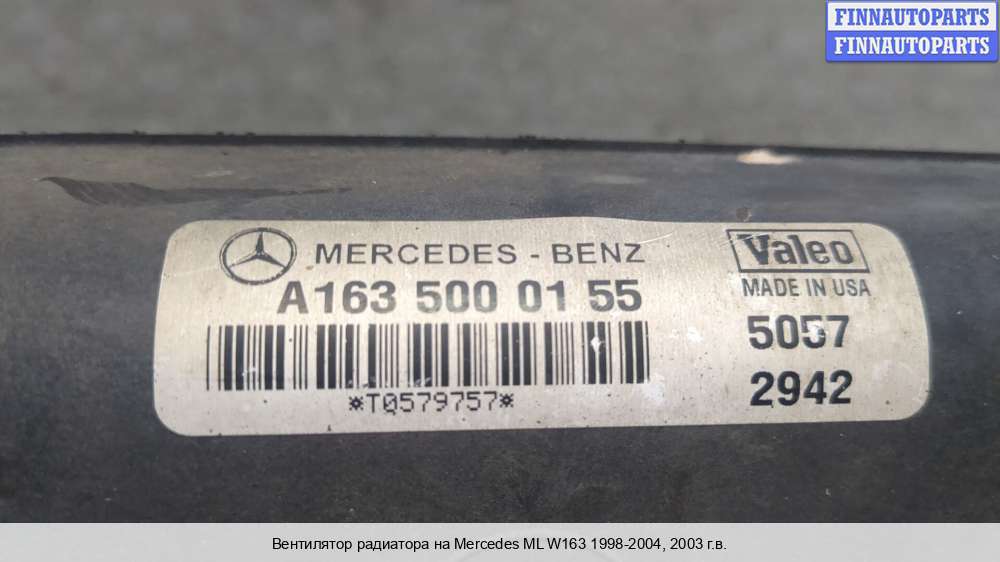 FINNAUTOPARTS
FINNAUTOPARTS
MERCEDES - BENZ
A163 500 01 55
*T0579757*
Valeo
MADE IN USA
5057
2942
Вентилятор радиатора на Mercedes ML W163 1998-2004, 2003 г.в.